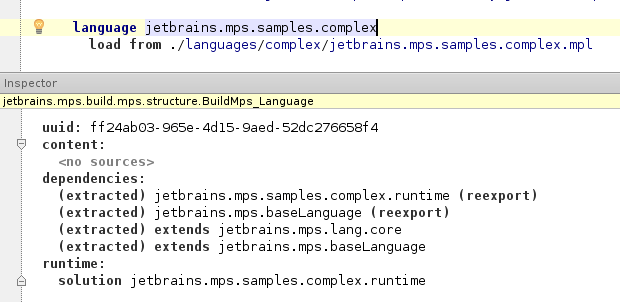 language jetbrains.mps.samples.complex
load from ./languages/complex/jetbrains.mps.samples.complex.mpl
Inspector
jetbrains.mps.build.mps.structure.BuildMps_Language
uuid: ff24ab03-965e-4d15-9aed-52dc276658f4
content:
<no sources>
dependencies:
(extracted) jetbrains.mps.samples.complex.runtime (reexport)
(extracted) jetbrains.mps.baseLanguage (reexport)
(extracted) extends jetbrains.mps.lang.core
(extracted) extends jetbrains.mps.baseLanguage
runtime:
solution jetbrains.mps.samples.complex.runtime